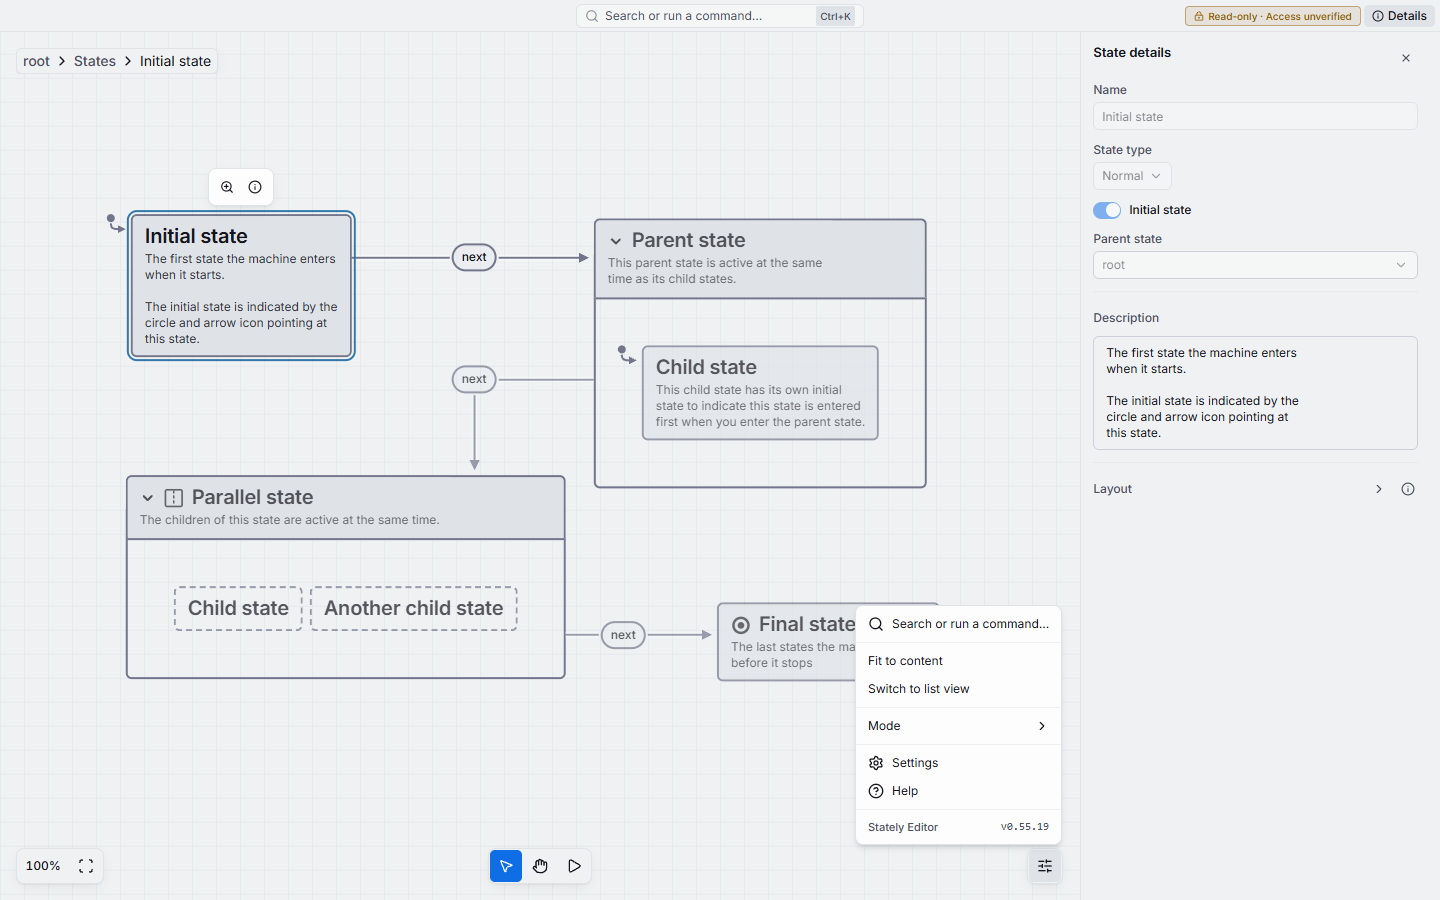 Search or run a command...
Ctrl+K
Read-only · Access unverified
Details
root
States
Initial state
Initial state
The first state the machine enters
when it starts.
The initial state is indicated by the
circle and arrow icon pointing at
this state.
next
Parent state
This parent state is active at the same
time as its child states.
Child state
This child state has its own initial
state to indicate this state is entered
first when you enter the parent state.
next
Parallel state
The children of this state are active at the same time.
Child state
Another child state
next
Final state
The last states the ma
before it stops
Search or run a command...
Fit to content
Switch to list view
Mode
Settings
Help
Stately Editor
v0.55.19
100%
State details
Name
Initial state
State type
Normal
Initial state
Parent state
root
Description
The first state the machine enters
when it starts.
The initial state is indicated by the
circle and arrow icon pointing at
this state.
Layout